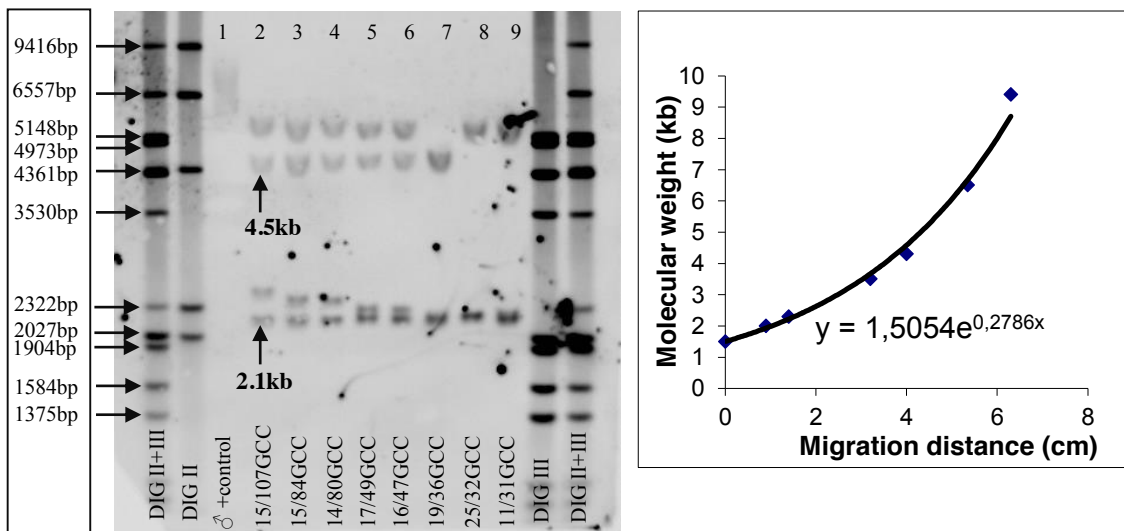 9416bp
6557bp
5148bp
4973bp
4361bp
3530bp
2322bp
2027bp
1904bp
1584bp
1375bp
1 2 3 4 5 6 7 8 9
4.5kb
2.1kb
DIG II+III
DIG II
♂ +control
15/107GCC
15/84GCC
14/80GCC
17/49GCC
16/47GCC
19/36GCC
25/32GCC
11/31GCC
DIG III
DIG II+III
Molecular weight (kb)
10
9
8
7
6
5
4
3
2
1
0
y = 1,5054e^0,2786x
0 2 4 6 8
Migration distance (cm)